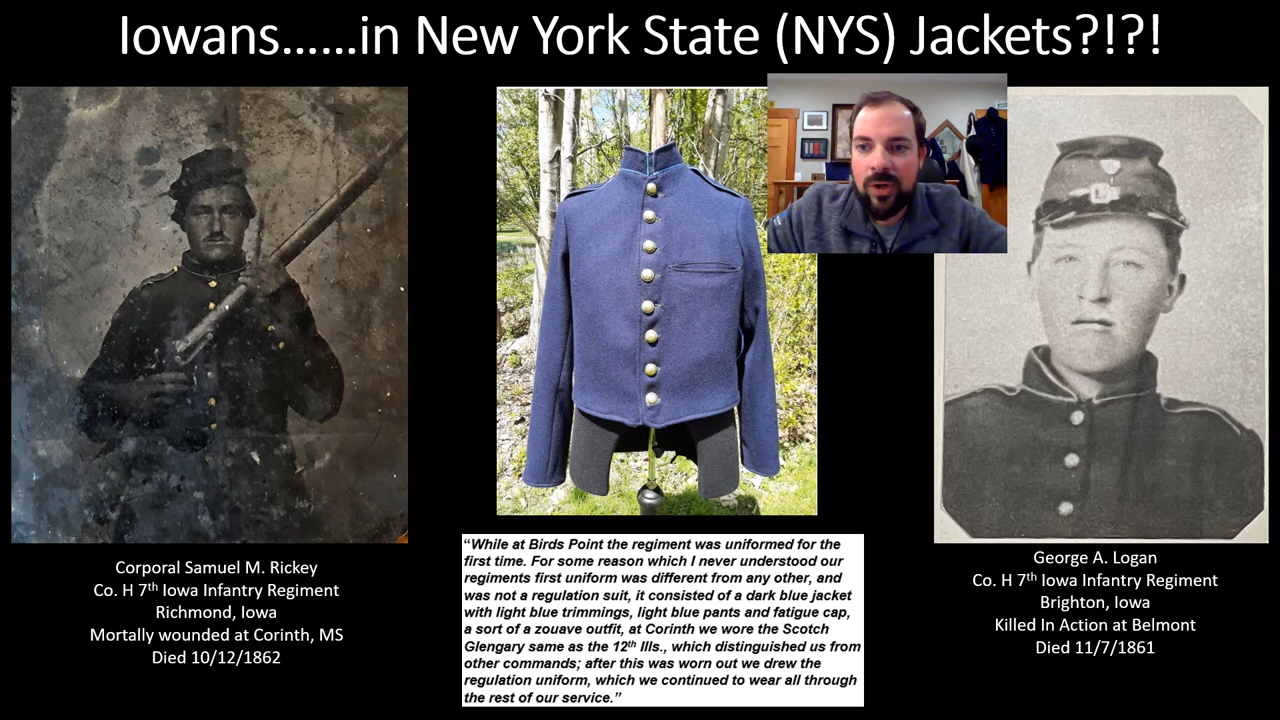 Iowans......in New York State (NYS) Jackets?!?!
Corporal Samuel M. Rickey
Co. H 7th Iowa Infantry Regiment
Richmond, Iowa
Mortally wounded at Corinth, MS
Died 10/12/1862
“While at Birds Point the regiment was uniformed for the
first time. For some reason which I never understood our
regiments first uniform was different from any other, and
was not a regulation suit, it consisted of a dark blue jacket
with light blue trimmings, light blue pants and fatigue cap,
a sort of a zouave outfit, at Corinth we wore the Scotch
Glengary same as the 12th Ills., which distinguished us from
other commands; after this was worn out we drew the
regulation uniform, which we continued to wear all through
the rest of our service.”
George A. Logan
Co. H 7th Iowa Infantry Regiment
Brighton, Iowa
Killed In Action at Belmont
Died 11/7/1861